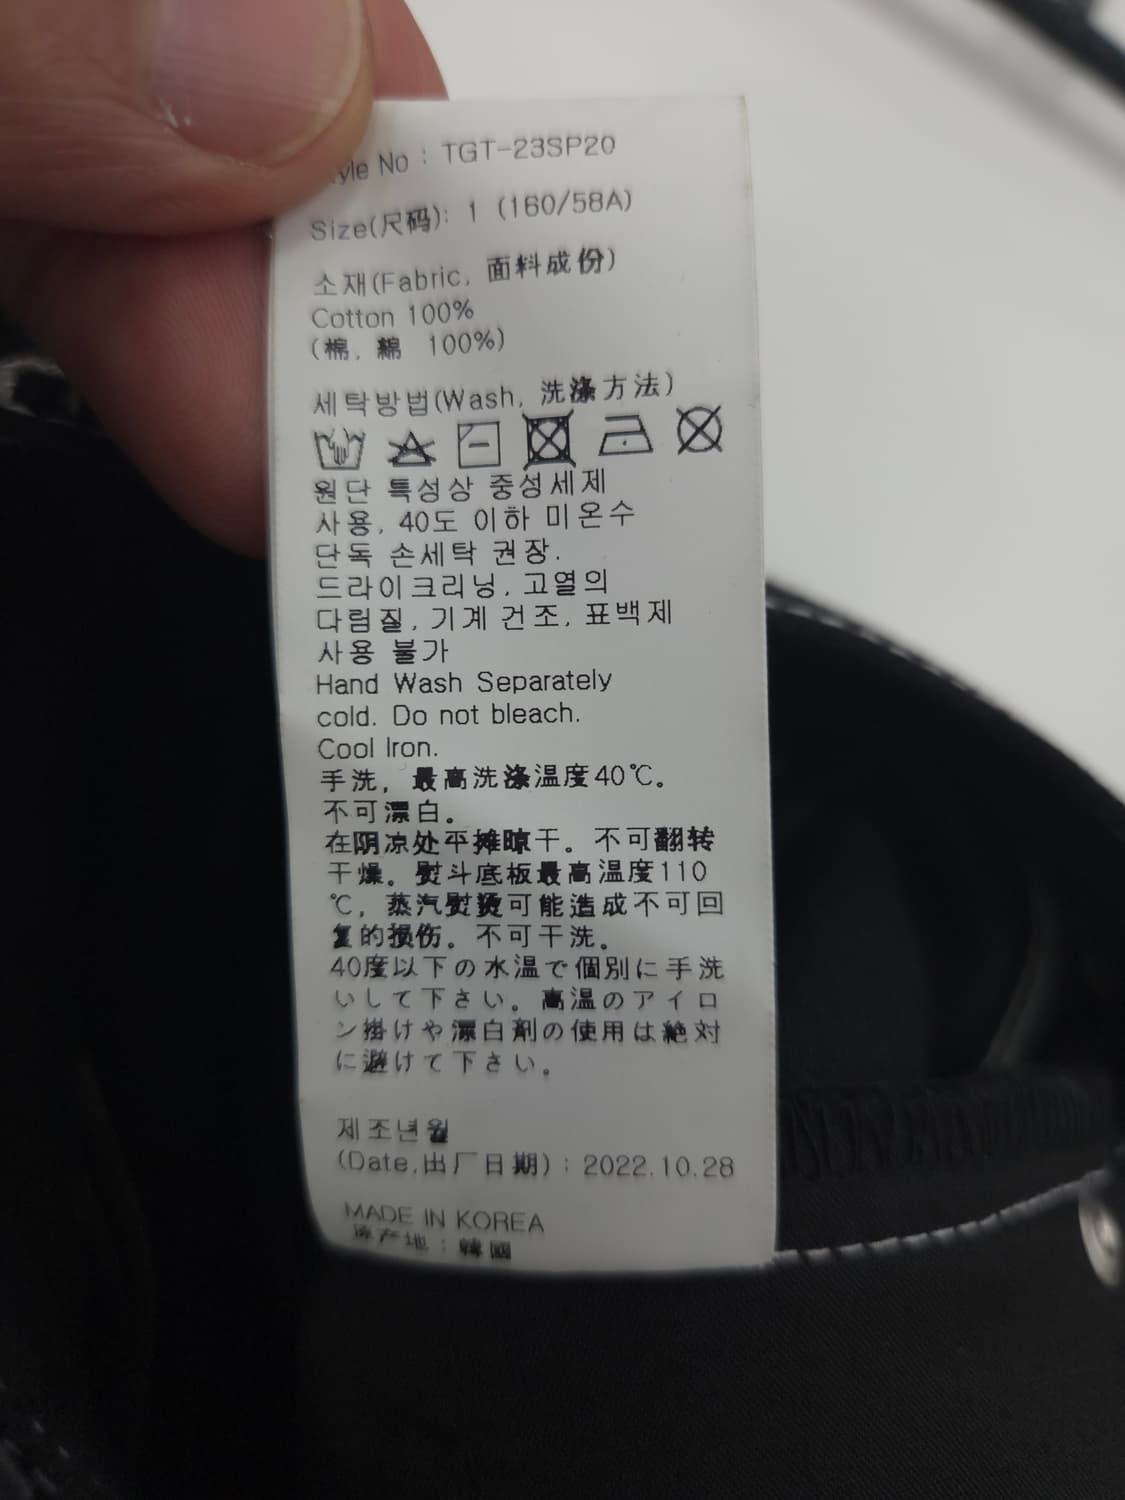 yle No : TGT-23SP20
Size(尺码): 1 (160/58A)
소재(Fabric, 面料成份)
Cotton 100%
(棉, 綿 100%)
세탁방법(Wash, 洗涤方法)
원단 특성상 중성세제
사용, 40도 이하 미온수
단독 손세탁 권장.
드라이크리닝, 고열의
다림질, 기계 건조, 표백제
사용 불가
Hand Wash Separately
cold. Do not bleach.
Cool Iron.
手洗, 最高洗涤温度40℃。
不可漂白。
在阴凉处平摊晾干。不可翻转
干燥。熨斗底板最高温度110
℃, 蒸汽熨烫可能造成不可回
复的损伤。不可干洗。
40度以下の水温で個別に手洗
いして下さい。高温のアイロ
ン掛けや漂白剤の使用は絶対
に避けて下さい。
제조년월
(Date,出厂日期) : 2022.10.28
MADE IN KOREA
原产地 : 韓國